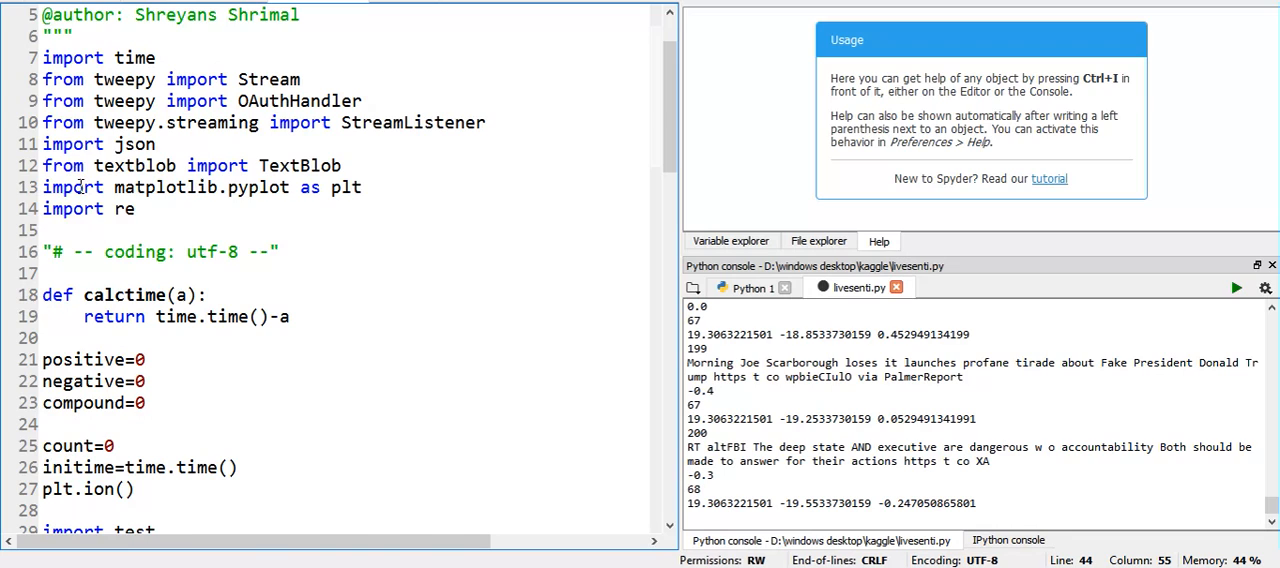 5 @author: Shreyans Shrimal
6 """
7 import time
8 from tweepy import Stream
9 from tweepy import OAuthHandler
10 from tweepy.streaming import StreamListener
11 import json
12 from textblob import TextBlob
13 import matplotlib.pyplot as plt
14 import re
15
16 "# -- coding: utf-8 --"
17
18 def calctime(a):
19     return time.time()-a
20
21 positive=0
22 negative=0
23 compound=0
24
25 count=0
26 initime=time.time()
27 plt.ion()
28
29 import test
Usage
Here you can get help of any object by pressing Ctrl+I in
front of it, either on the Editor or the Console.
Help can also be shown automatically after writing a left
parenthesis next to an object. You can activate this
behavior in Preferences > Help.
New to Spyder? Read our tutorial
Variable explorer File explorer Help
Python console - D:\windows desktop\kaggle\livesenti.py
Python 1 livesenti.py
0.0
67
19.3063221501 -18.8533730159 0.452949134199
199
Morning Joe Scarborough loses it launches profane tirade about Fake President Donald Tr
ump https t co wpbieCIulO via PalmerReport
-0.4
67
19.3063221501 -19.2533730159 0.0529491341991
200
RT altFBI The deep state AND executive are dangerous w o accountability Both should be
made to answer for their actions https t co XA
-0.3
68
19.3063221501 -19.5533730159 -0.247050865801
Python console - D:\windows desktop\kaggle\livesenti.py IPython console
Permissions: RW End-of-lines: CRLF Encoding: UTF-8 Line: 44 Column: 55 Memory: 44 %